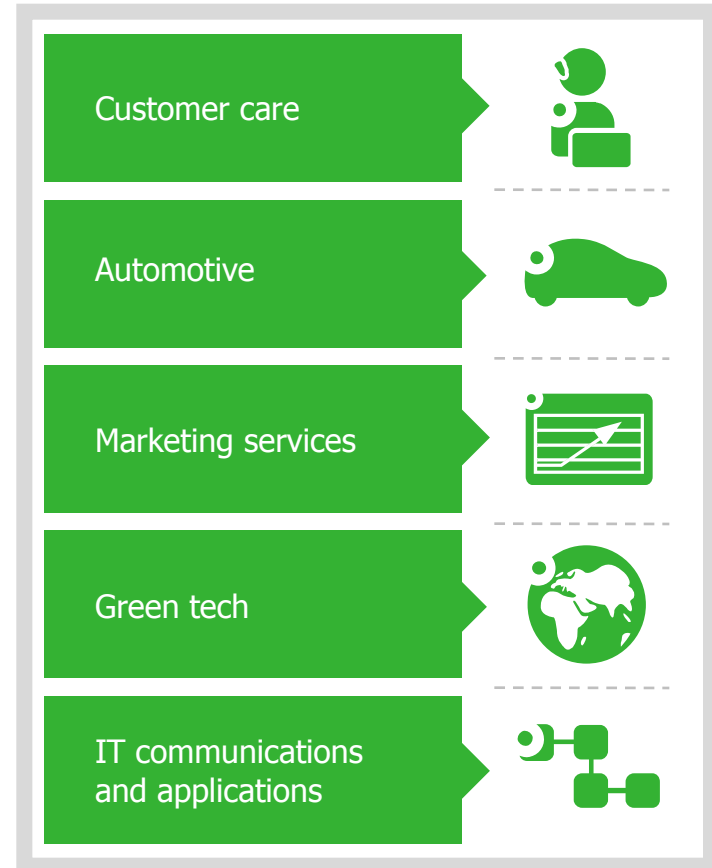 Customer care
Automotive
Marketing services
Green tech
IT communications
and applications